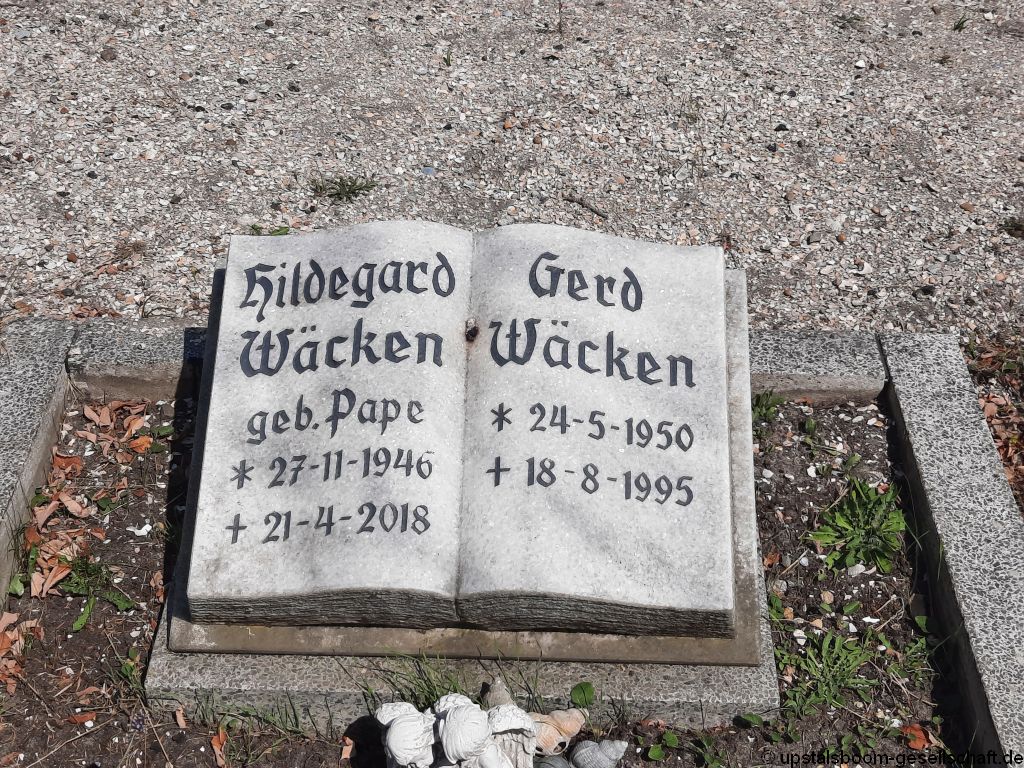 Hildegard
Wäcken
geb. Pape
* 27-11-1946
† 21-4-2018
Gerd
Wäcken
* 24-5-1950
† 18-8-1995
© upstalsboom-gesellschaft.de